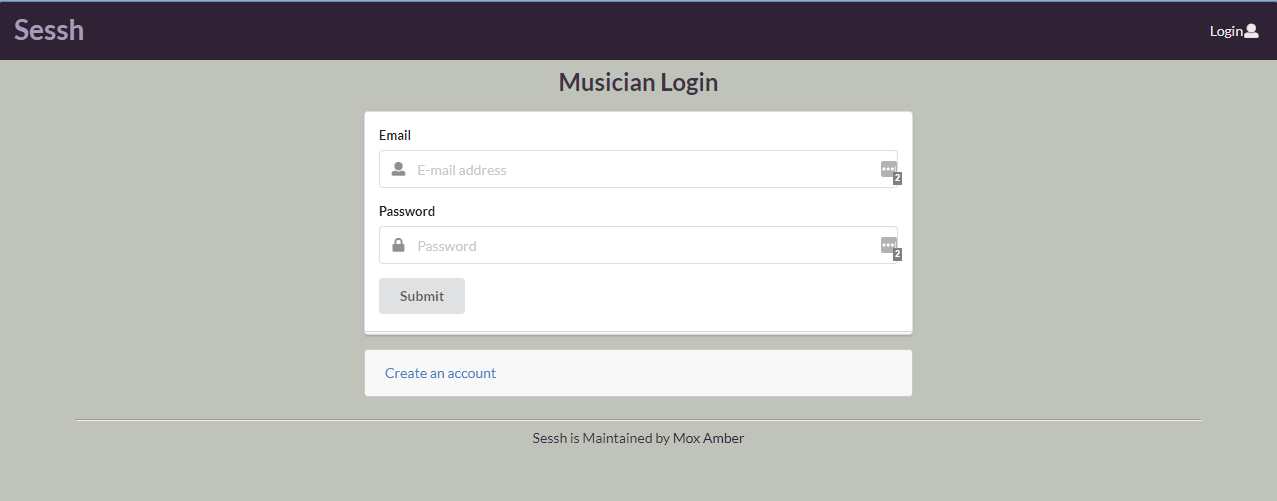 Sessh
Login
Musician Login
Email
E-mail address
2
Password
Password
2
Submit
Create an account
Sessh is Maintained by Mox Amber